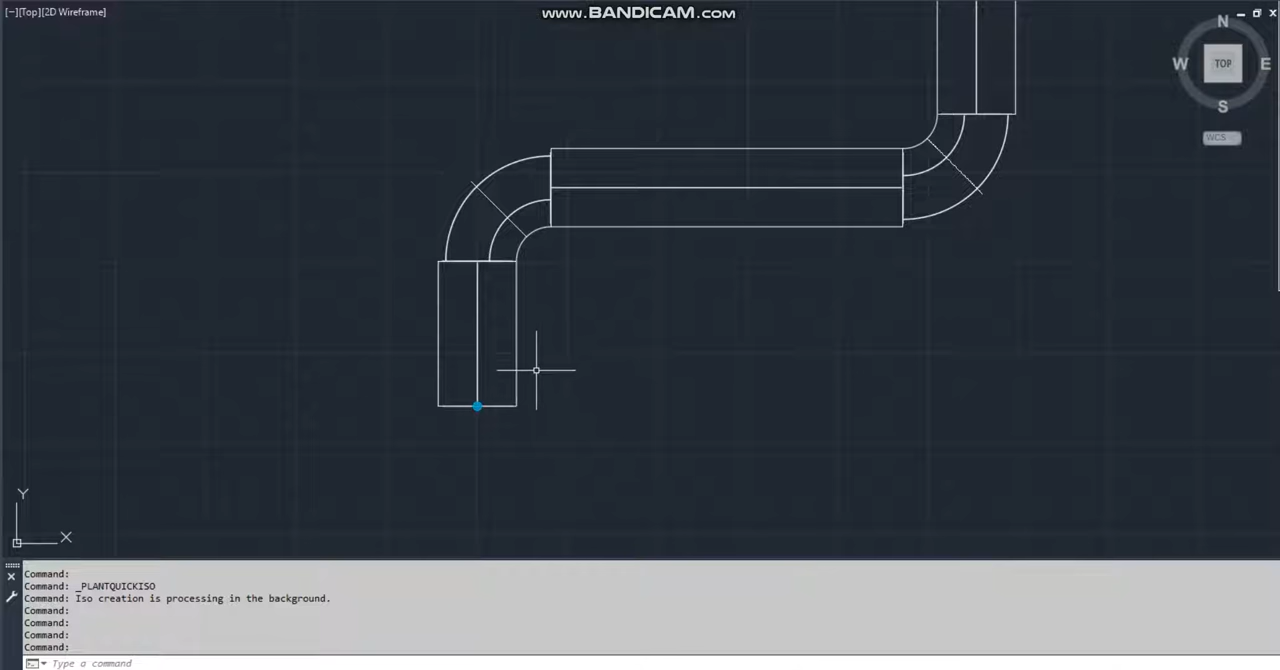 [−][Top][2D Wireframe]
www.BANDICAM.com
N
W
TOP
E
S
WCS
Y
X
Command:
Command: _PLANTQUICKISO
Command: Iso creation is processing in the background.
Command:
Command:
Command:
Command:
Type a command